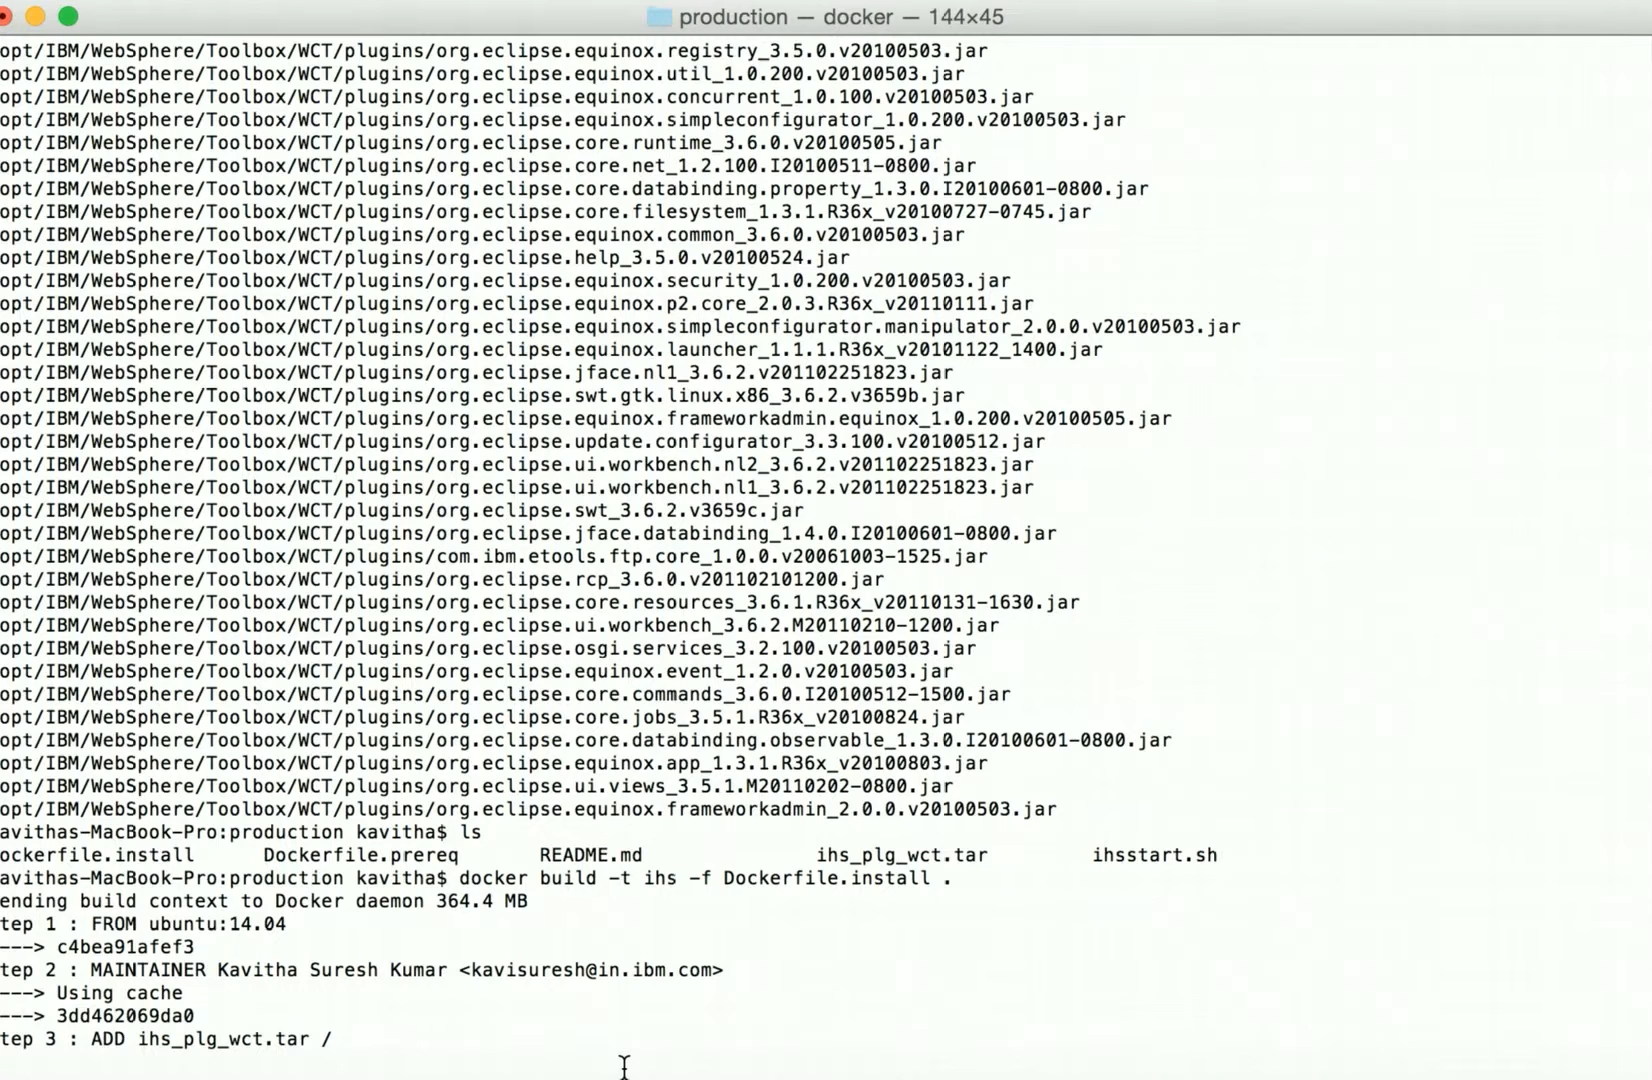 production — docker — 144×45
opt/IBM/WebSphere/Toolbox/WCT/plugins/org.eclipse.equinox.registry_3.5.0.v20100503.jar
opt/IBM/WebSphere/Toolbox/WCT/plugins/org.eclipse.equinox.util_1.0.200.v20100503.jar
opt/IBM/WebSphere/Toolbox/WCT/plugins/org.eclipse.equinox.concurrent_1.0.100.v20100503.jar
opt/IBM/WebSphere/Toolbox/WCT/plugins/org.eclipse.equinox.simpleconfigurator_1.0.200.v20100503.jar
opt/IBM/WebSphere/Toolbox/WCT/plugins/org.eclipse.core.runtime_3.6.0.v20100505.jar
opt/IBM/WebSphere/Toolbox/WCT/plugins/org.eclipse.core.net_1.2.100.I20100511-0800.jar
opt/IBM/WebSphere/Toolbox/WCT/plugins/org.eclipse.core.databinding.property_1.3.0.I20100601-0800.jar
opt/IBM/WebSphere/Toolbox/WCT/plugins/org.eclipse.core.filesystem_1.3.1.R36x_v20100727-0745.jar
opt/IBM/WebSphere/Toolbox/WCT/plugins/org.eclipse.equinox.common_3.6.0.v20100503.jar
opt/IBM/WebSphere/Toolbox/WCT/plugins/org.eclipse.help_3.5.0.v20100524.jar
opt/IBM/WebSphere/Toolbox/WCT/plugins/org.eclipse.equinox.security_1.0.200.v20100503.jar
opt/IBM/WebSphere/Toolbox/WCT/plugins/org.eclipse.equinox.p2.core_2.0.3.R36x_v20110111.jar
opt/IBM/WebSphere/Toolbox/WCT/plugins/org.eclipse.equinox.simpleconfigurator.manipulator_2.0.0.v20100503.jar
opt/IBM/WebSphere/Toolbox/WCT/plugins/org.eclipse.equinox.launcher_1.1.1.R36x_v20101122_1400.jar
opt/IBM/WebSphere/Toolbox/WCT/plugins/org.eclipse.jface.nl1_3.6.2.v201102251823.jar
opt/IBM/WebSphere/Toolbox/WCT/plugins/org.eclipse.swt.gtk.linux.x86_3.6.2.v3659b.jar
opt/IBM/WebSphere/Toolbox/WCT/plugins/org.eclipse.equinox.frameworkadmin.equinox_1.0.200.v20100505.jar
opt/IBM/WebSphere/Toolbox/WCT/plugins/org.eclipse.update.configurator_3.3.100.v20100512.jar
opt/IBM/WebSphere/Toolbox/WCT/plugins/org.eclipse.ui.workbench.nl2_3.6.2.v201102251823.jar
opt/IBM/WebSphere/Toolbox/WCT/plugins/org.eclipse.ui.workbench.nl1_3.6.2.v201102251823.jar
opt/IBM/WebSphere/Toolbox/WCT/plugins/org.eclipse.swt_3.6.2.v3659c.jar
opt/IBM/WebSphere/Toolbox/WCT/plugins/org.eclipse.jface.databinding_1.4.0.I20100601-0800.jar
opt/IBM/WebSphere/Toolbox/WCT/plugins/com.ibm.etools.ftp.core_1.0.0.v20061003-1525.jar
opt/IBM/WebSphere/Toolbox/WCT/plugins/org.eclipse.rcp_3.6.0.v201102101200.jar
opt/IBM/WebSphere/Toolbox/WCT/plugins/org.eclipse.core.resources_3.6.1.R36x_v20110131-1630.jar
opt/IBM/WebSphere/Toolbox/WCT/plugins/org.eclipse.ui.workbench_3.6.2.M20110210-1200.jar
opt/IBM/WebSphere/Toolbox/WCT/plugins/org.eclipse.osgi.services_3.2.100.v20100503.jar
opt/IBM/WebSphere/Toolbox/WCT/plugins/org.eclipse.equinox.event_1.2.0.v20100503.jar
opt/IBM/WebSphere/Toolbox/WCT/plugins/org.eclipse.core.commands_3.6.0.I20100512-1500.jar
opt/IBM/WebSphere/Toolbox/WCT/plugins/org.eclipse.core.jobs_3.5.1.R36x_v20100824.jar
opt/IBM/WebSphere/Toolbox/WCT/plugins/org.eclipse.core.databinding.observable_1.3.0.I20100601-0800.jar
opt/IBM/WebSphere/Toolbox/WCT/plugins/org.eclipse.equinox.app_1.3.1.R36x_v20100803.jar
opt/IBM/WebSphere/Toolbox/WCT/plugins/org.eclipse.ui.views_3.5.1.M20110202-0800.jar
opt/IBM/WebSphere/Toolbox/WCT/plugins/org.eclipse.equinox.frameworkadmin_2.0.0.v20100503.jar
avithas-MacBook-Pro:production kavitha$ ls
ockerfile.install Dockerfile.prereq README.md ihs_plg_wct.tar ihsstart.sh
avithas-MacBook-Pro:production kavitha$ docker build -t ihs -f Dockerfile.install .
ending build context to Docker daemon 364.4 MB
tep 1 : FROM ubuntu:14.04
---> c4bea91afef3
tep 2 : MAINTAINER Kavitha Suresh Kumar <kavisuresh@in.ibm.com>
---> Using cache
---> 3dd462069da0
tep 3 : ADD ihs_plg_wct.tar /